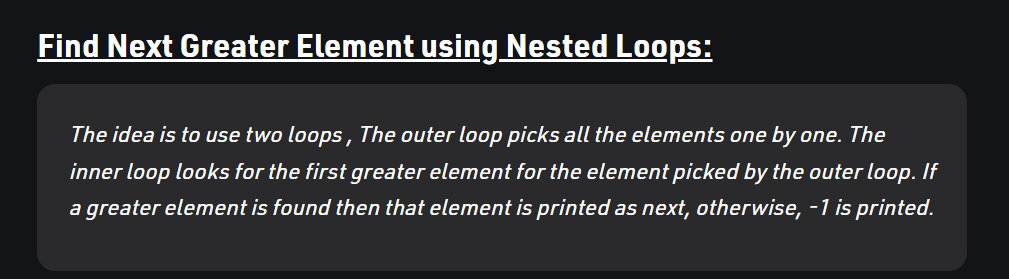 Find Next Greater Element using Nested Loops:
The idea is to use two loops , The outer loop picks all the elements one by one. The
inner loop looks for the first greater element for the element picked by the outer loop. If
a greater element is found then that element is printed as next, otherwise, -1 is printed.